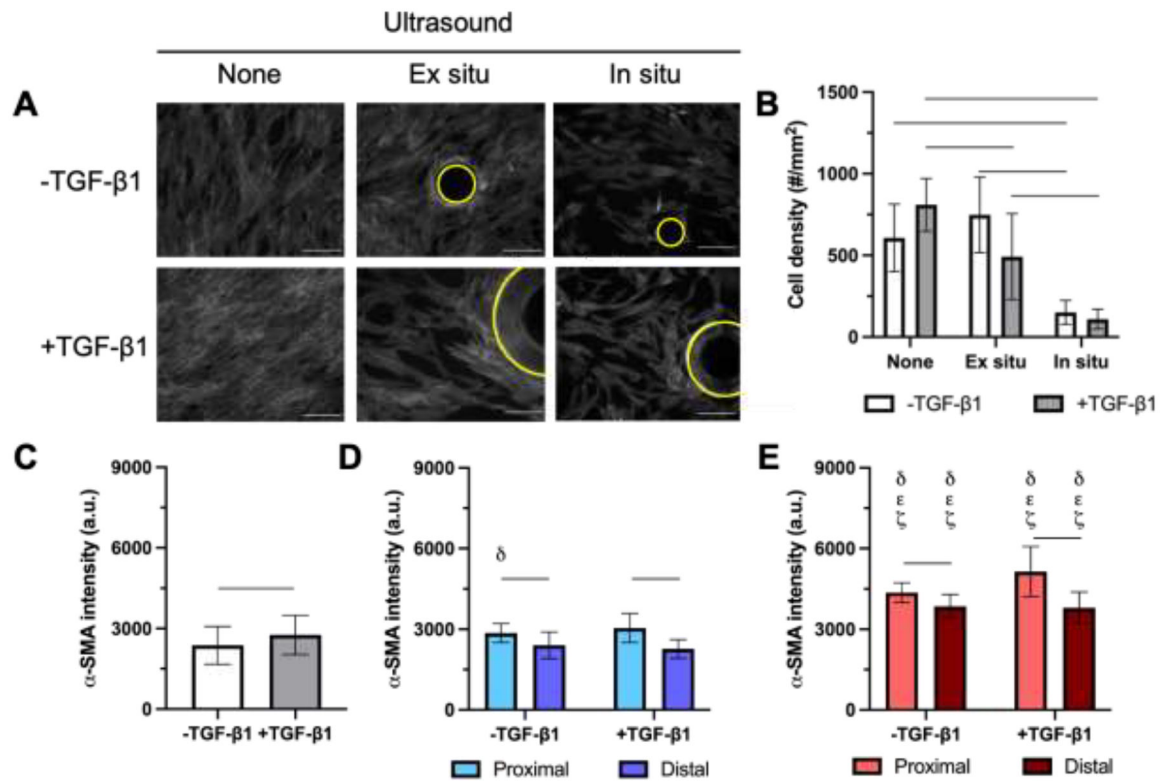 Ultrasound
None Ex situ In situ
A
-TGF-β1
+TGF-β1
B
Cell density (#/mm²)
1500
1000
500
0
None Ex situ In situ
-TGF-β1 +TGF-β1
C
α-SMA intensity (a.u.)
9000
6000
3000
0
-TGF-β1 +TGF-β1
D
α-SMA intensity (a.u.)
9000
6000
3000
0
δ
-TGF-β1 +TGF-β1
Proximal Distal
E
α-SMA intensity (a.u.)
9000
6000
3000
0
δ δ δ δ
ε ε ε ε
ζ ζ ζ ζ
-TGF-β1 +TGF-β1
Proximal Distal